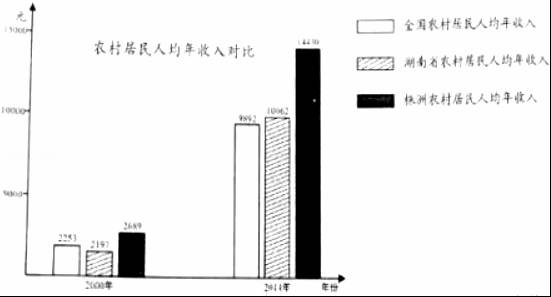 元
15000
农村居民人均年收入对比
全国农村居民人均年收入
湖南省农村居民人均年收入
株洲农村居民人均年收入
10000
9892
10062
2253
2197
2689
2000年
2014年
年份